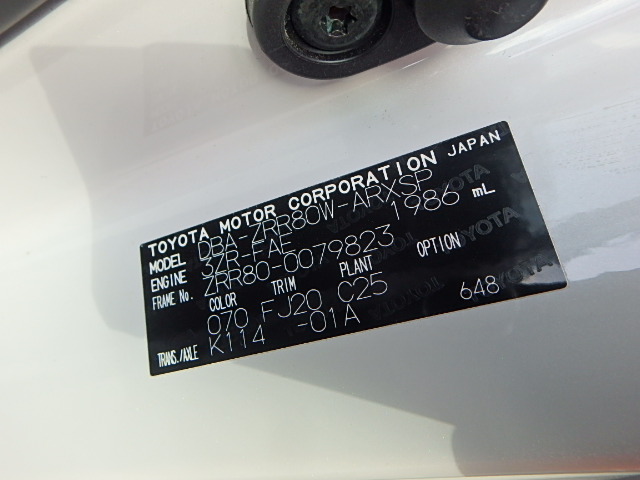 TOYOTA MOTOR CORPORATION JAPAN
MODEL DBA-ZRR80W-ARXSP
ENGINE 3ZR-FAE 1986 mL
FRAME No. ZRR80-0079823
COLOR TRIM PLANT OPTION
070 FJ20 C25
TRANS./AXLE K114 -01A 648